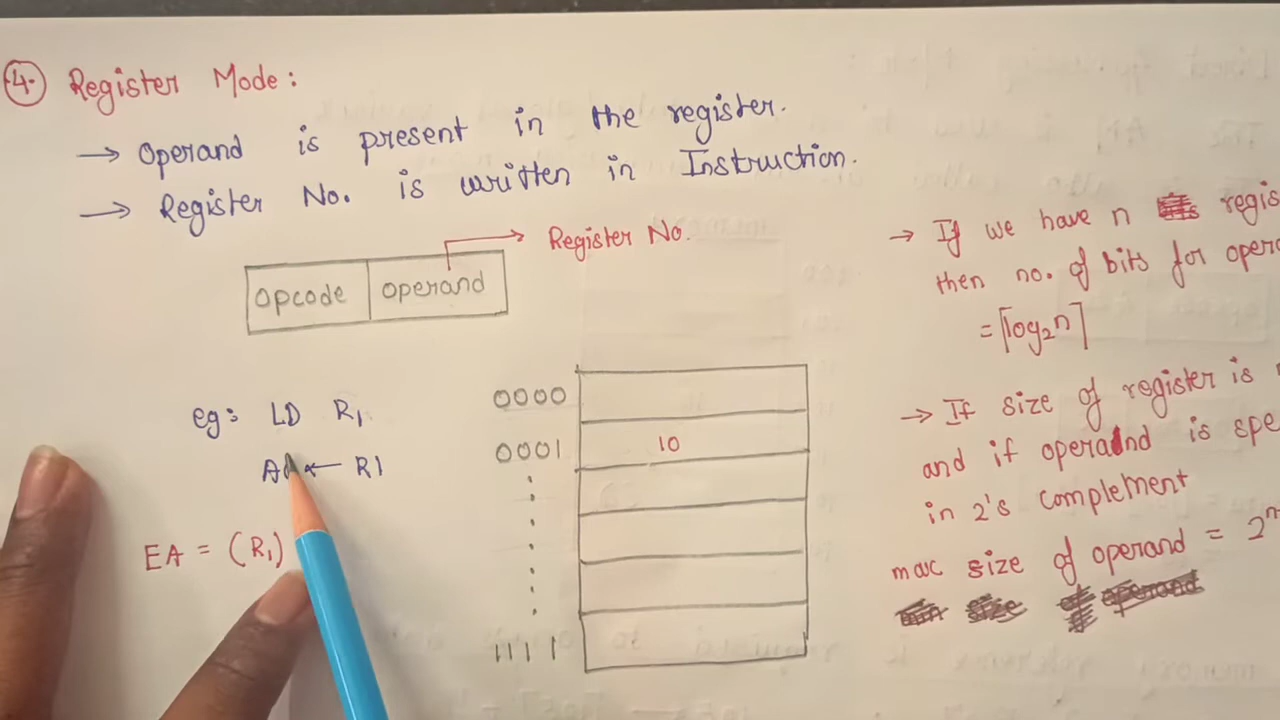 4. Register Mode:
→ Operand is present in the register.
→ Register No. is written in Instruction.
Register No.
opcode operand
eg: LD R1
← R1
EA = (R1)
0000
0001 10
1111
→ If we have n
then no. of bits for
= ⌈log2n⌉
→ If size of register is
and if operand is
in 2's complement
max size of operand = 2